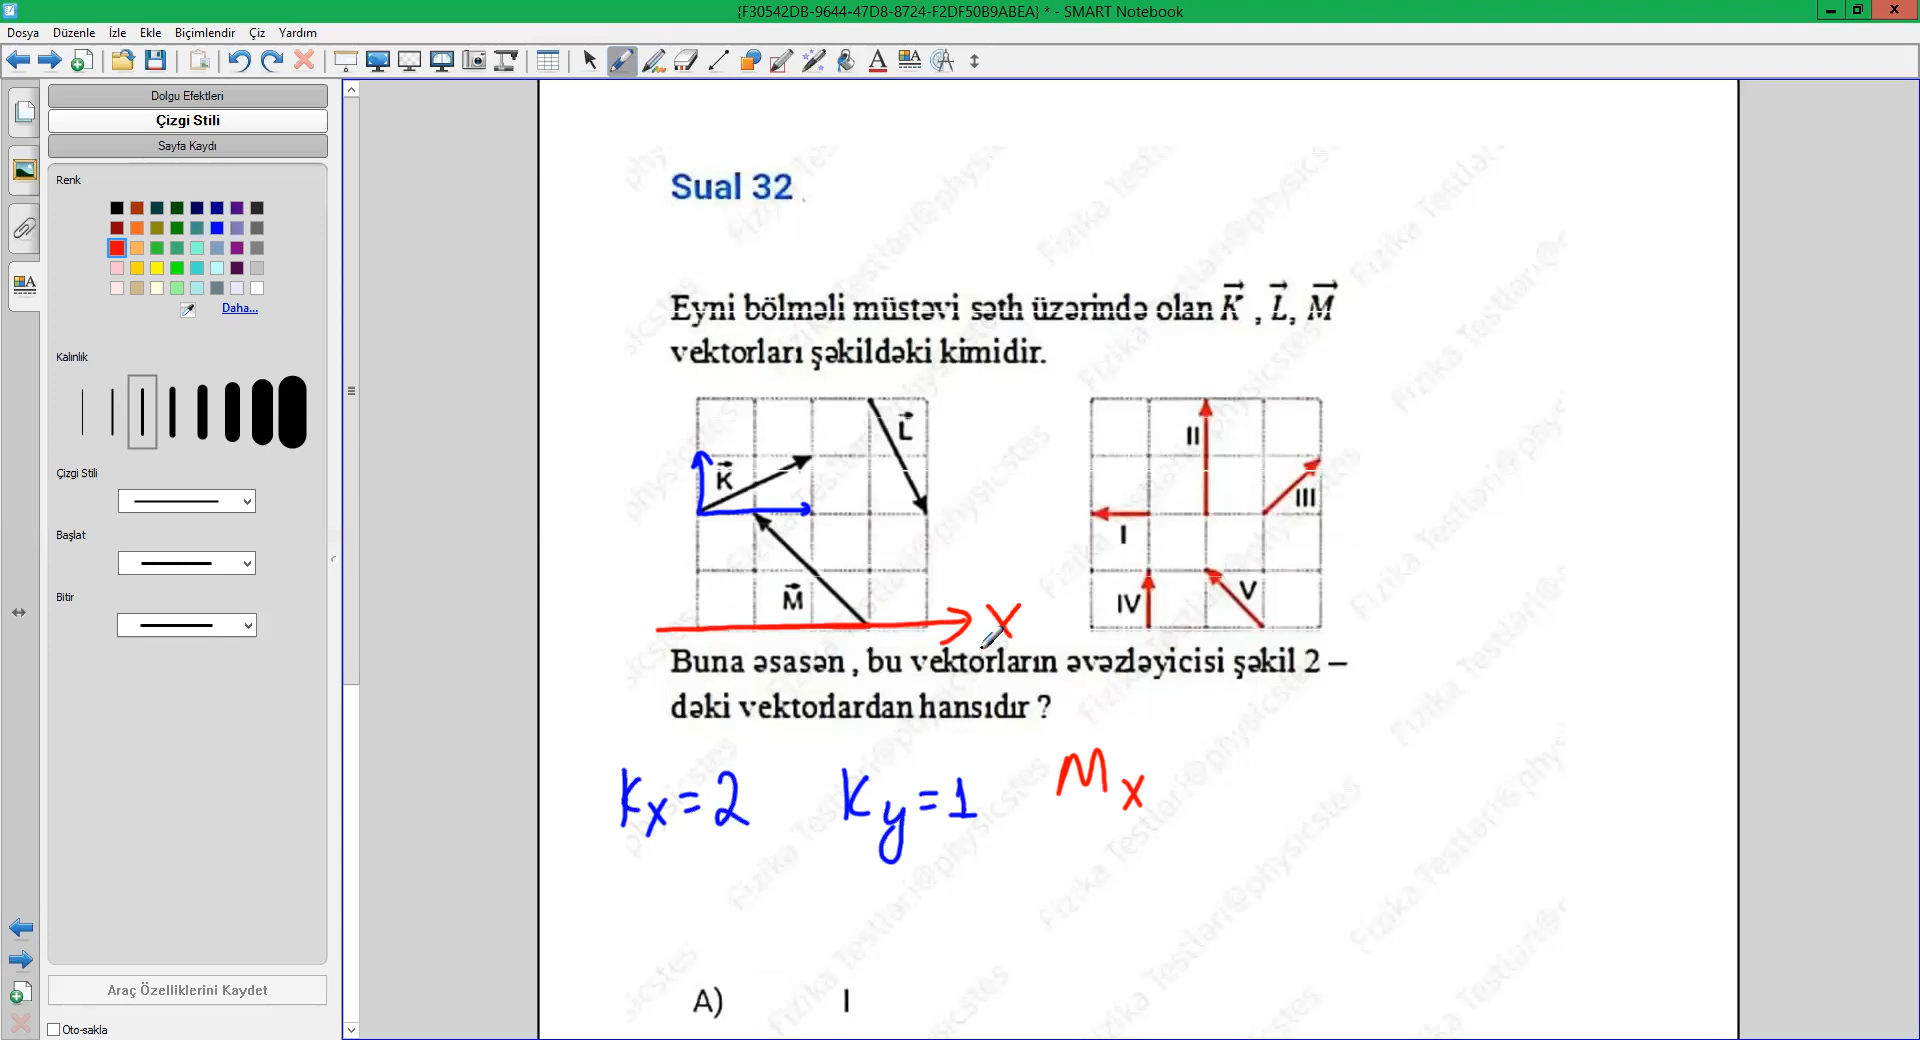 {F30542DB-9644-47D8-8724-F2DF50B9ABEA} * - SMART Notebook
Dosya Düzenle İzle Ekle Biçimlendir Çiz Yardım
Dolgu Efektleri
Çizgi Stili
Sayfa Kaydı
Renk
Daha...
Kalınlık
Çizgi Stili
Başlat
Bitir
Araç Özelliklerini Kaydet
Oto-sakla
Sual 32
Eyni bölməli müstəvi səth üzərində olan K⃗ , L⃗, M⃗
vektorları şəkildəki kimidir.
K⃗
L⃗
M⃗
X
I
II
III
IV
V
Buna əsasən , bu vektorların əvəzləyicisi şəkil 2 –
dəki vektorlardan hansıdır ?
Kx=2 Ky=1 Mx
A) I
Fizika Testlari@physicstes